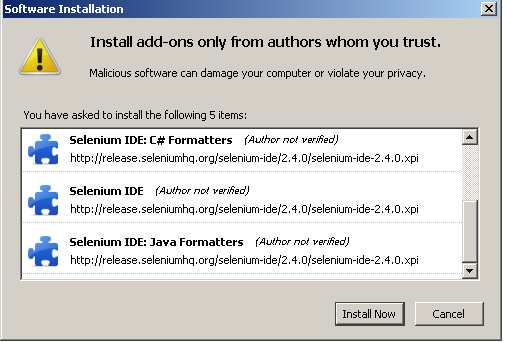 Software Installation
Install add-ons only from authors whom you trust.
Malicious software can damage your computer or violate your privacy.
You have asked to install the following 5 items:
Selenium IDE: C# Formatters (Author not verified)
http://release.seleniumhq.org/selenium-ide/2.4.0/selenium-ide-2.4.0.xpi
Selenium IDE (Author not verified)
http://release.seleniumhq.org/selenium-ide/2.4.0/selenium-ide-2.4.0.xpi
Selenium IDE: Java Formatters (Author not verified)
http://release.seleniumhq.org/selenium-ide/2.4.0/selenium-ide-2.4.0.xpi
Install Now Cancel